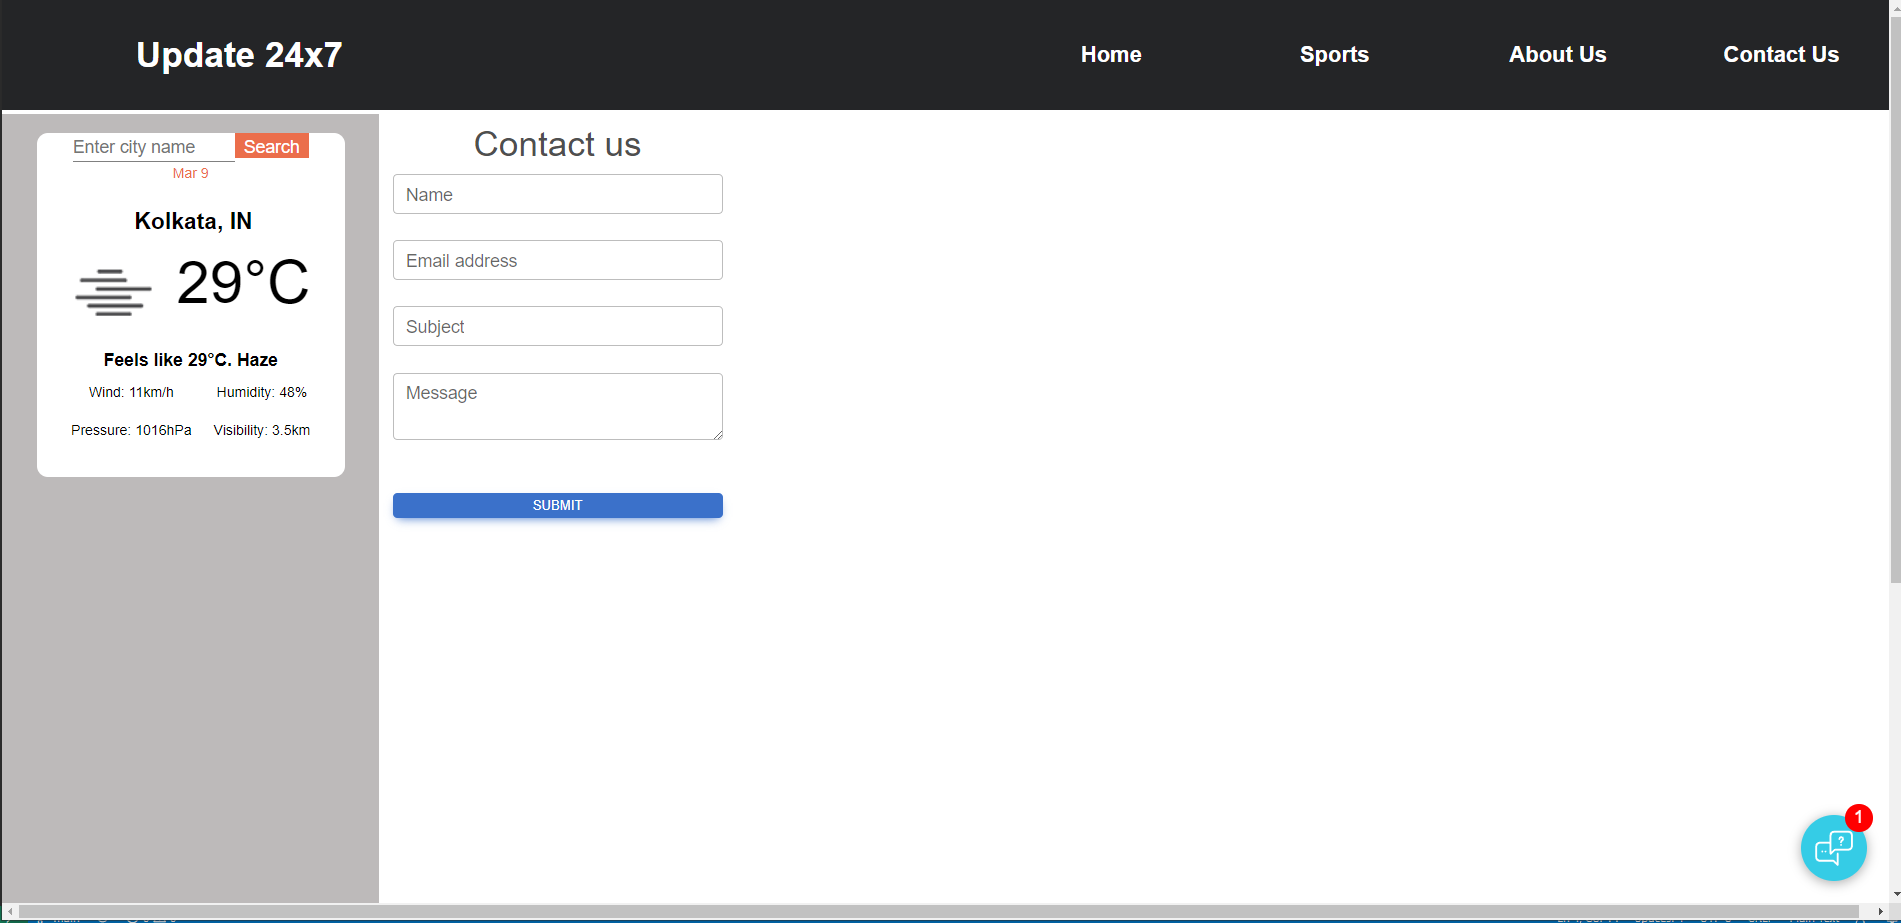 Update 24x7
Home Sports About Us Contact Us
Enter city name Search
Mar 9
Kolkata, IN
29°C
Feels like 29°C. Haze
Wind: 11km/h Humidity: 48%
Pressure: 1016hPa Visibility: 3.5km
Contact us
Name
Email address
Subject
Message
SUBMIT
1